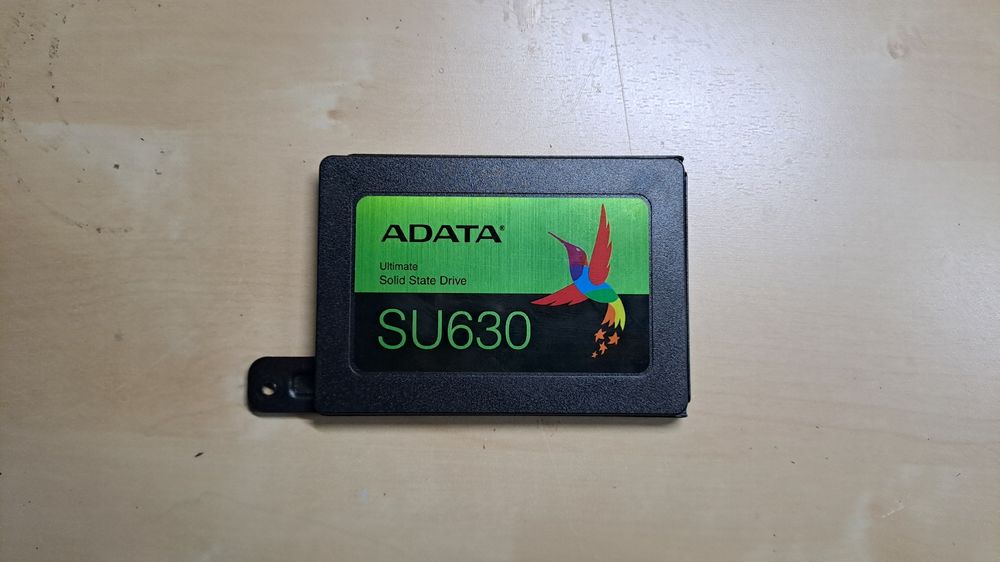 ADATA®
Ultimate
Solid State Drive
SU630